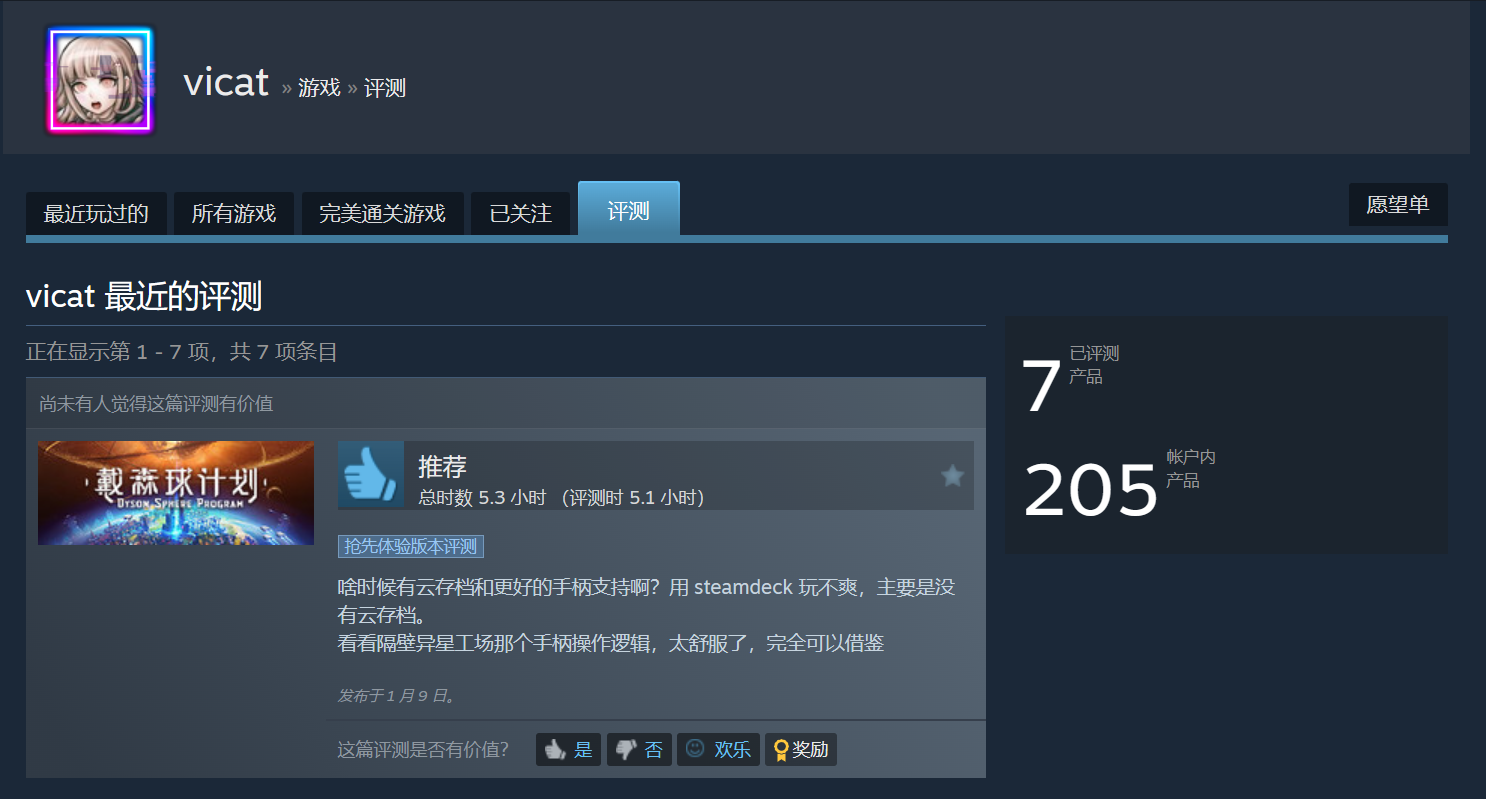 vicat » 游戏 » 评测
最近玩过的 所有游戏 完美通关游戏 已关注 评测 愿望单
vicat 最近的评测
正在显示第 1 - 7 项，共 7 项条目
尚未有人觉得这篇评测有价值
戴森球计划
DYSON SPHERE PROGRAM
推荐
总时数 5.3 小时 （评测时 5.1 小时）
抢先体验版本评测
啥时候有云存档和更好的手柄支持啊？用 steamdeck 玩不爽，主要是没
有云存档。
看看隔壁异星工场那个手柄操作逻辑，太舒服了，完全可以借鉴
发布于 1 月 9 日。
这篇评测是否有价值？ 是 否 欢乐 奖励
7 已评测
产品
205 帐户内
产品